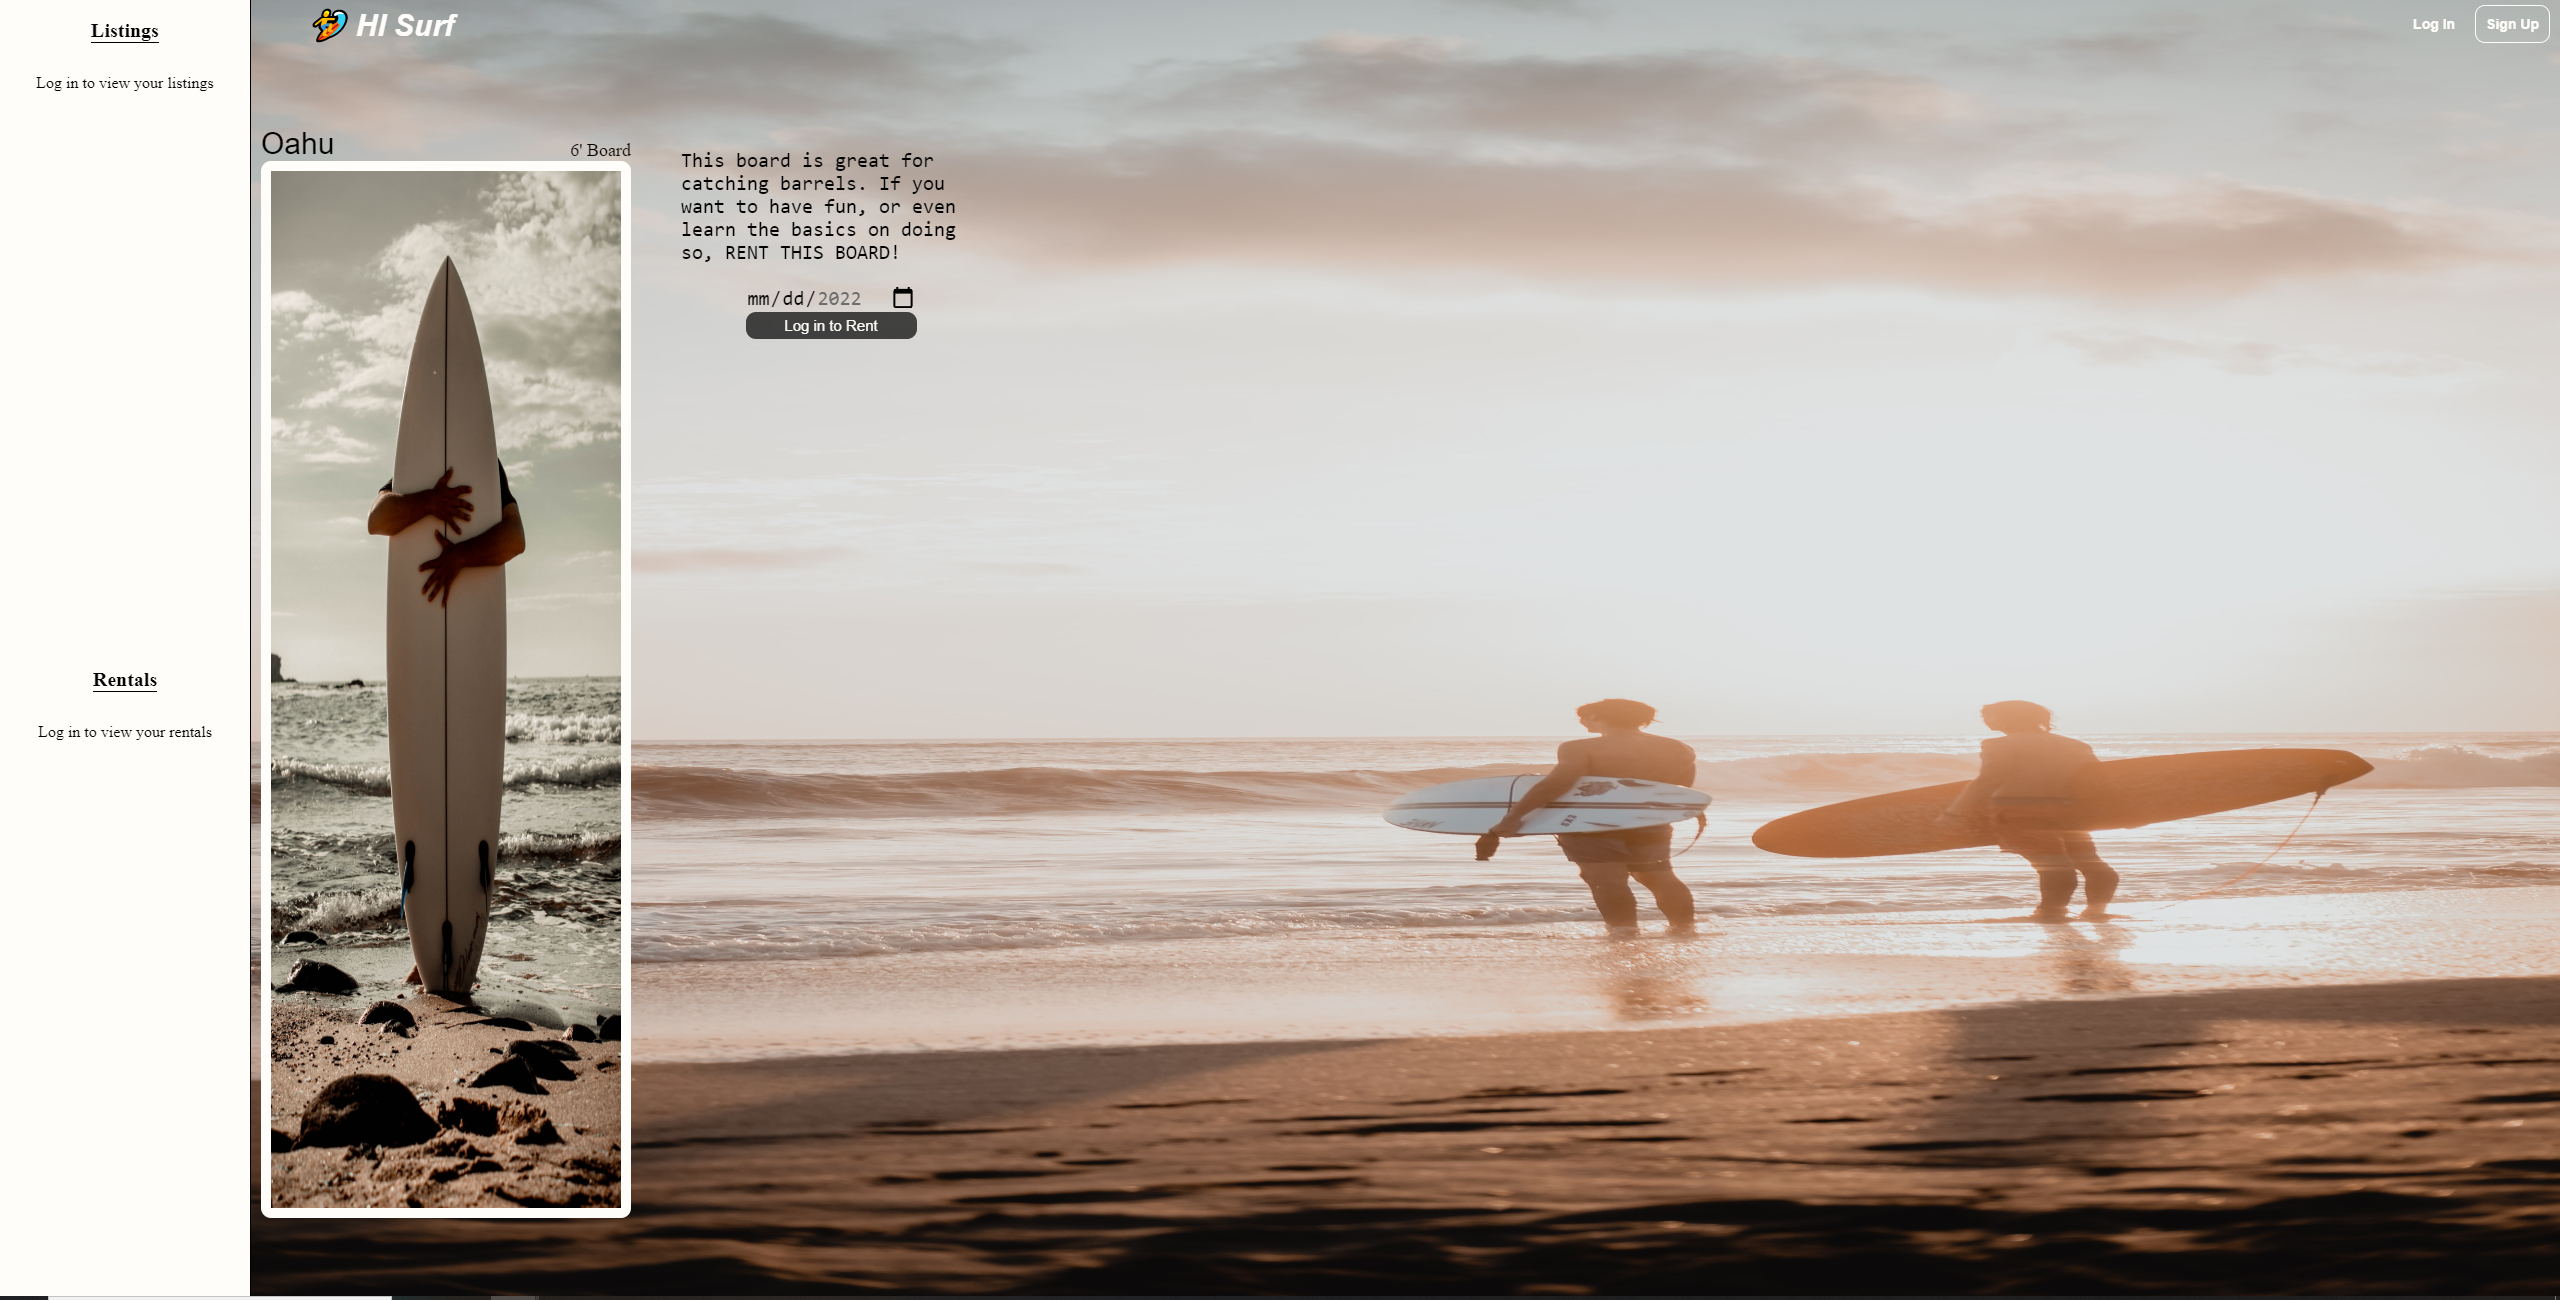 Listings
Log in to view your listings
Rentals
Log in to view your rentals
HI Surf
Log In
Sign Up
Oahu
6' Board
This board is great for
catching barrels. If you
want to have fun, or even
learn the basics on doing
so, RENT THIS BOARD!
mm/dd/2022
Log in to Rent